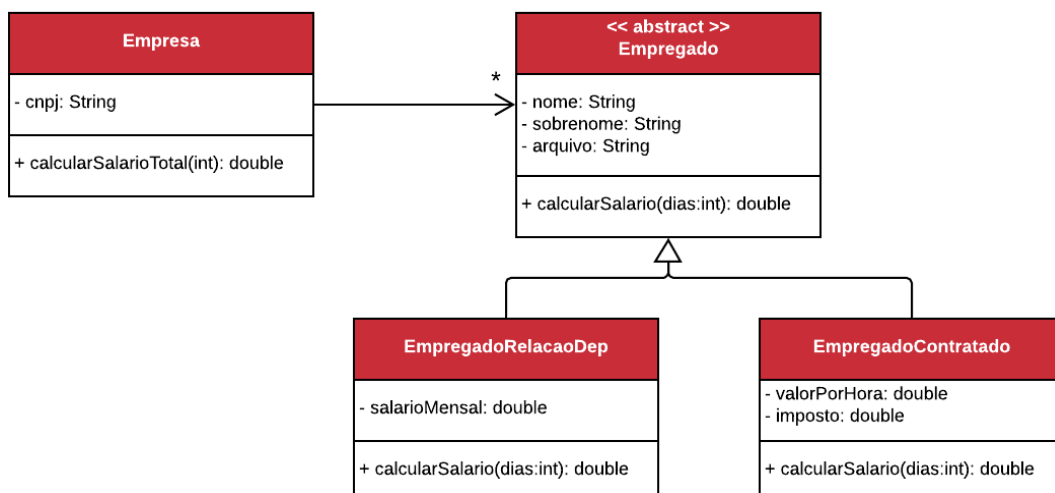 Empresa
- cnpj: String
+ calcularSalarioTotal(int): double
*
<< abstract >>
Empregado
- nome: String
- sobrenome: String
- arquivo: String
+ calcularSalario(dias:int): double
EmpregadoRelacaoDep
- salarioMensal: double
+ calcularSalario(dias:int): double
EmpregadoContratado
- valorPorHora: double
- imposto: double
+ calcularSalario(dias:int): double